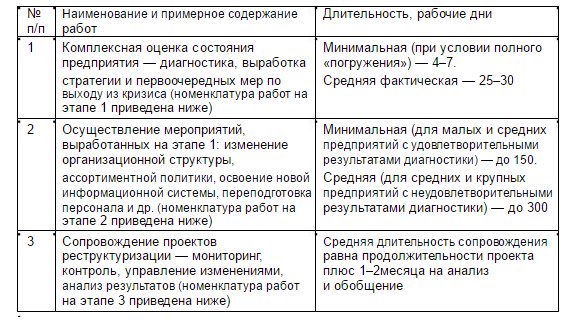 № п/п
Наименование и примерное содержание
работ
Длительность, рабочие дни
1
Комплексная оценка состояния
предприятия — диагностика, выработка
стратегии и первоочередных мер по
выходу из кризиса (номенклатура работ на
этапе 1 приведена ниже)
Минимальная (при условии полного
«погружения») — 4–7.
Средняя фактическая — 25–30
2
Осуществление мероприятий,
выработанных на этапе 1: изменение
организационной структуры,
ассортиментной политики, освоение новой
информационной системы, переподготовка
персонала и др. (номенклатура работ на
этапе 2 приведена ниже)
Минимальная (для малых и средних
предприятий с удовлетворительными
результатами диагностики) — до 150.
Средняя (для средних и крупных
предприятий с неудовлетворительными
результатами диагностики) — до 300
3
Сопровождение проектов
реструктуризации — мониторинг,
контроль, управление изменениями,
анализ результатов (номенклатура работ
на этапе 3 приведена ниже)
Средняя длительность сопровождения
равна продолжительности проекта
плюс 1–2месяца на анализ
и обобщение